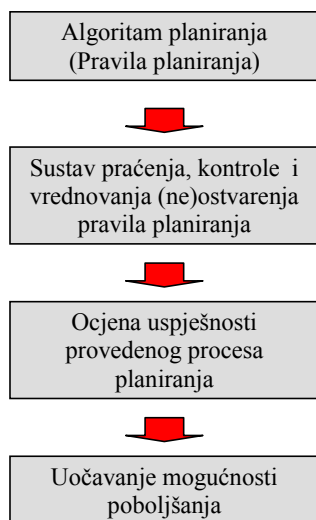 Algoritam planiranja
(Pravila planiranja)
Sustav praćenja, kontrole i
vrednovanja (ne)ostvarenja
pravila planiranja
Ocjena uspješnosti
provedenog procesa
planiranja
Uočavanje mogućnosti
poboljšanja